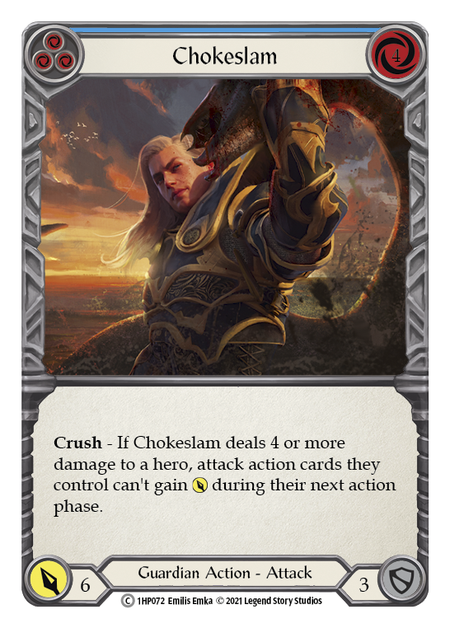 Chokeslam
4
Crush - If Chokeslam deals 4 or more
damage to a hero, attack action cards they
control can't gain during their next action
phase.
6
Guardian Action - Attack
3
C 1HP072 Emilis Emka © 2021 Legend Story Studios